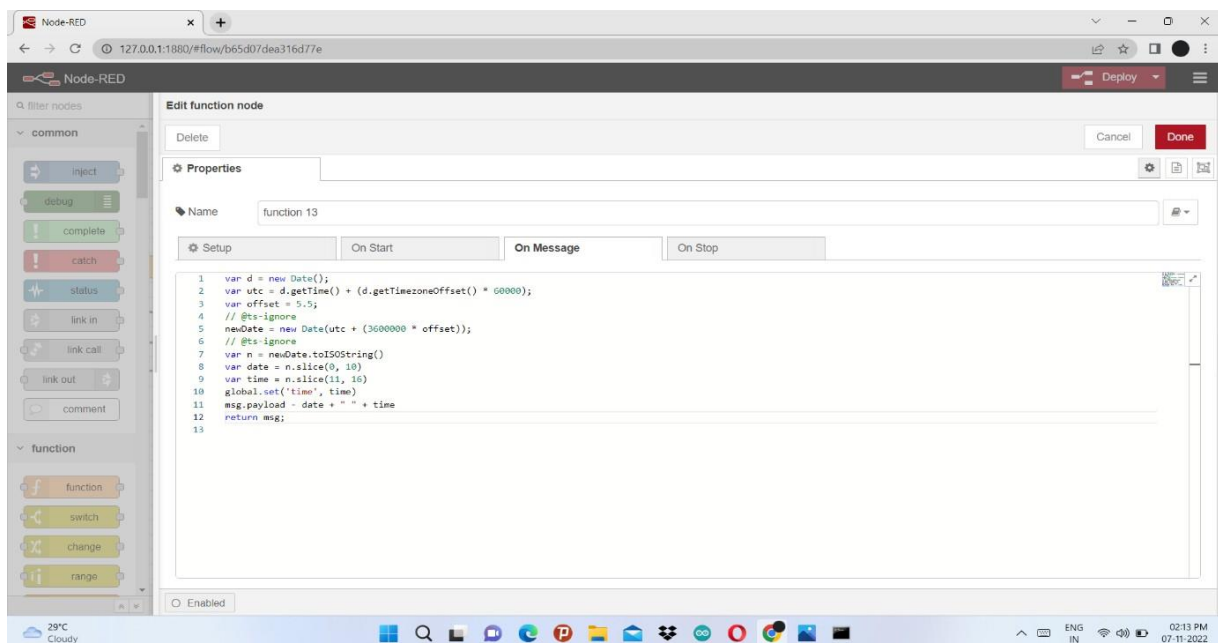 Node-RED
127.0.0.1:1880/#flow/b65d07dea316d77e
Node-RED
Deploy
filter nodes
Edit function node
common
Delete
Cancel
Done
inject
Properties
debug
Name
function 13
complete
Setup
On Start
On Message
On Stop
catch
status
link in
link call
link out
comment
1 var d = new Date();
2 var utc = d.getTime() + (d.getTimezoneOffset() * 60000);
3 var offset = 5.5;
4 // @ts-ignore
5 newDate = new Date(utc + (3600000 * offset));
6 // @ts-ignore
7 var n = newDate.toISOString()
8 var date = n.slice(0, 10)
9 var time = n.slice(11, 16)
10 global.set('time', time)
11 msg.payload - date + " " + time
12 return msg;
13
function
function
switch
change
range
Enabled
29°C
Cloudy
ENG
IN
02:13 PM
07-11-2022